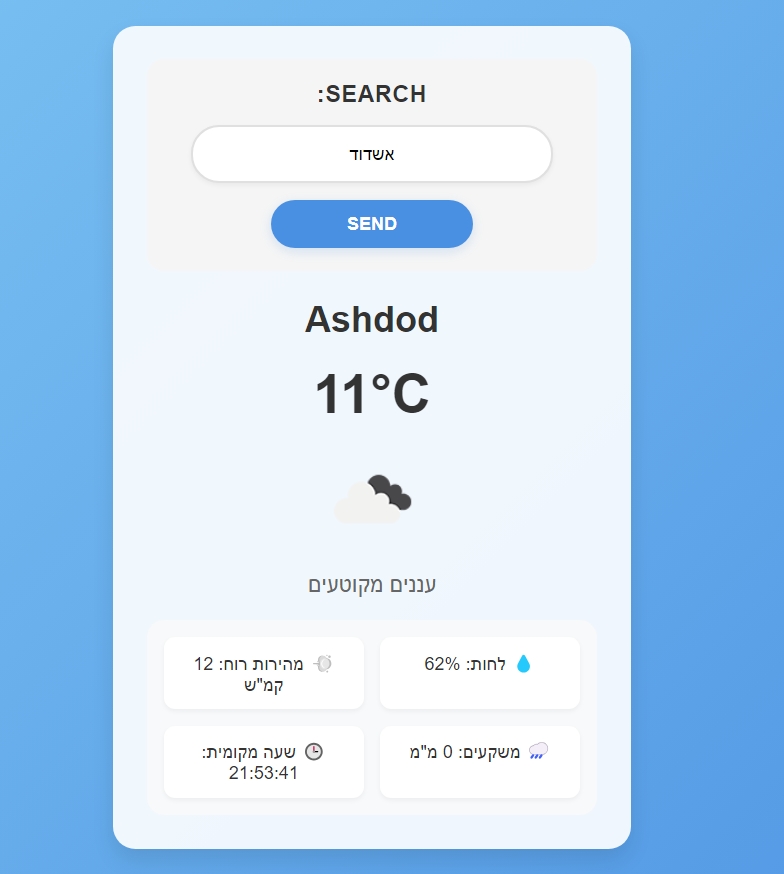 SEARCH:
אשדוד
SEND
Ashdod
11°C
עננים מקוטעים
לחות: 62%
מהירות רוח: 12
קמ"ש
משקעים: 0 מ"מ
שעה מקומית:
21:53:41